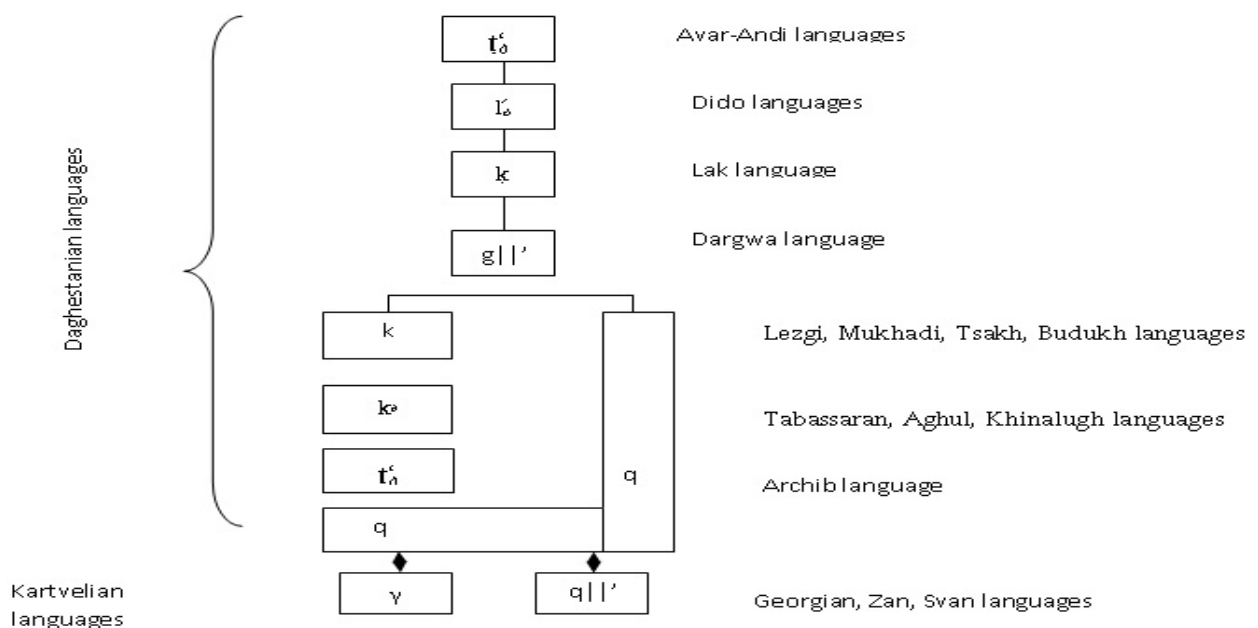 Avar-Andi languages
Dido languages
ḳ
Lak language
g||’
Dargwa language
Daghestanian languages
k
Lezgi, Mukhadi, Tsakh, Budukh languages
Tabassaran, Aghul, Khinalugh languages
q
Archib language
q
Kartvelian
languages
γ
q||’
Georgian, Zan, Svan languages